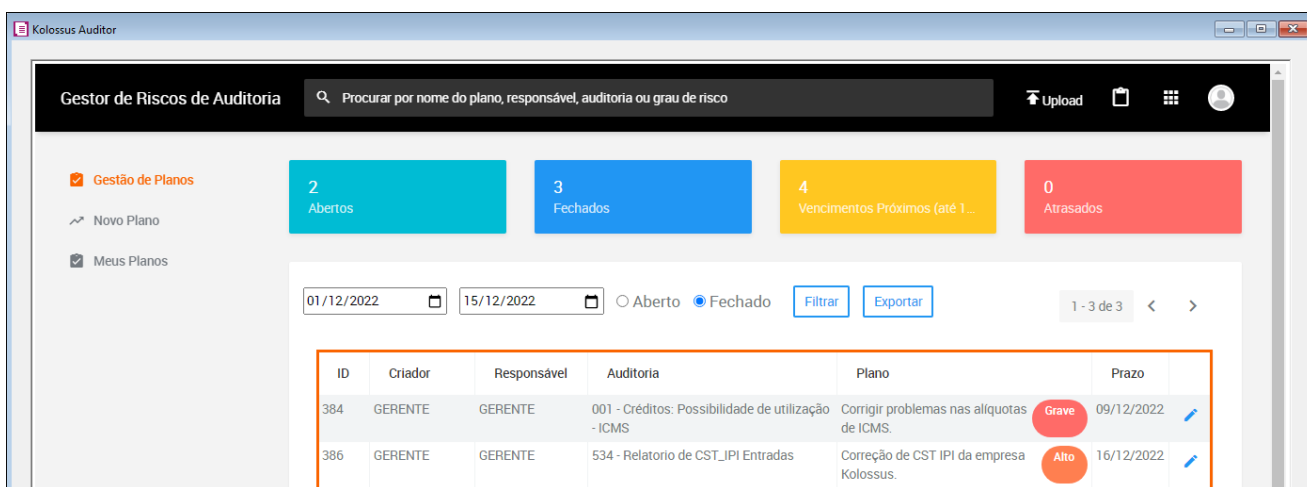 Kolossus Auditor
Gestor de Riscos de Auditoria
Procurar por nome do plano, responsável, auditoria ou grau de risco
Upload
Gestão de Planos
Novo Plano
Meus Planos
2
Abertos
3
Fechados
4
Vencimentos Próximos (até 1...
0
Atrasados
01/12/2022 15/12/2022 Aberto Fechado Filtrar Exportar 1 - 3 de 3
ID Criador Responsável Auditoria Plano Prazo
384 GERENTE GERENTE 001 - Créditos: Possibilidade de utilização Corrigir problemas nas alíquotas Grave 09/12/2022
- ICMS de ICMS.
386 GERENTE GERENTE 534 - Relatorio de CST_IPI Entradas Correção de CST IPI da empresa Alto 16/12/2022
Kolossus.